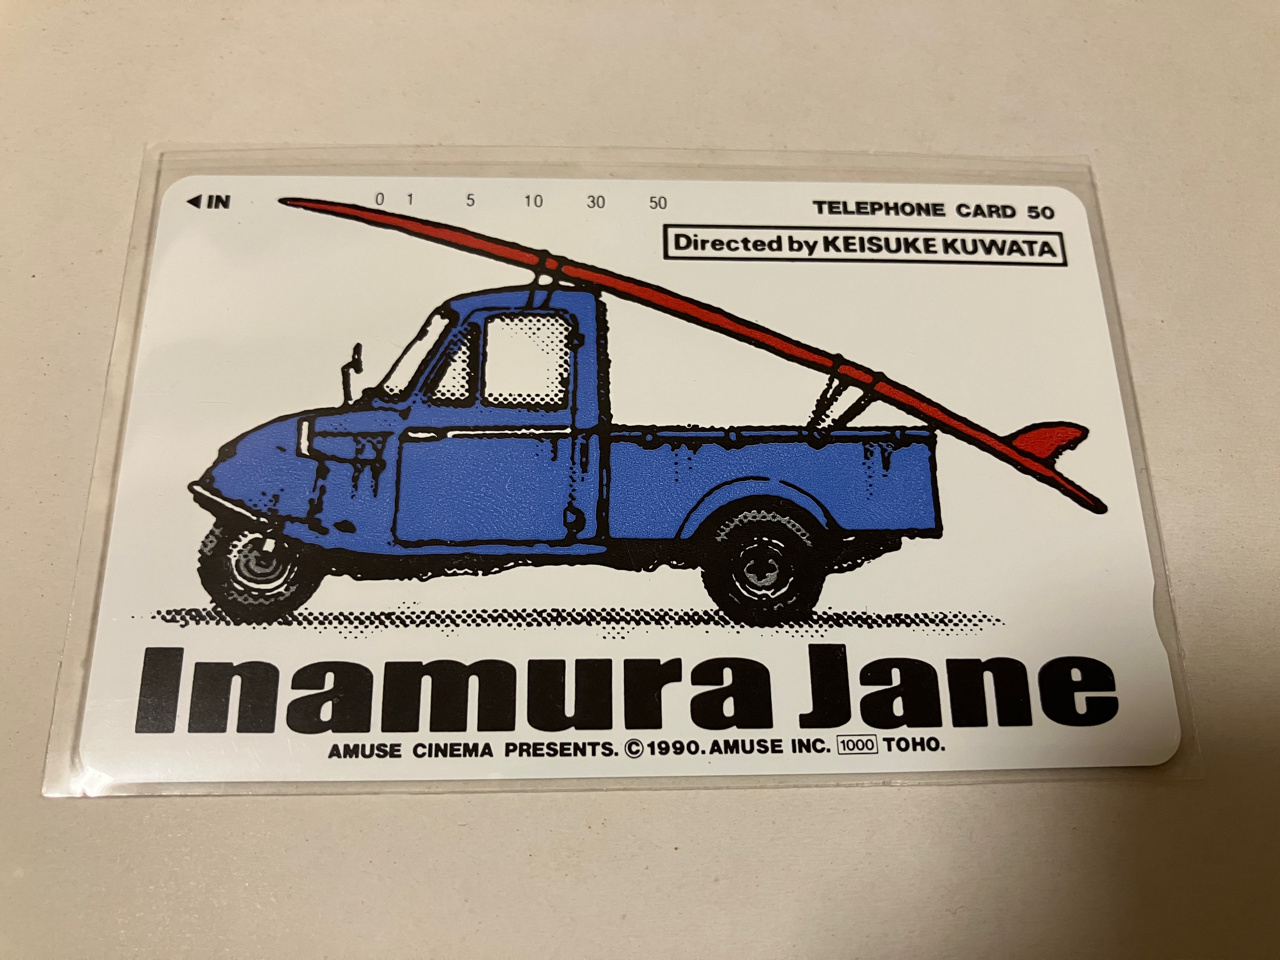 ◀IN 0 1 5 10 30 50 TELEPHONE CARD 50
Directed by KEISUKE KUWATA
Inamura Jane
AMUSE CINEMA PRESENTS. ©1990. AMUSE INC. 1000 TOHO.